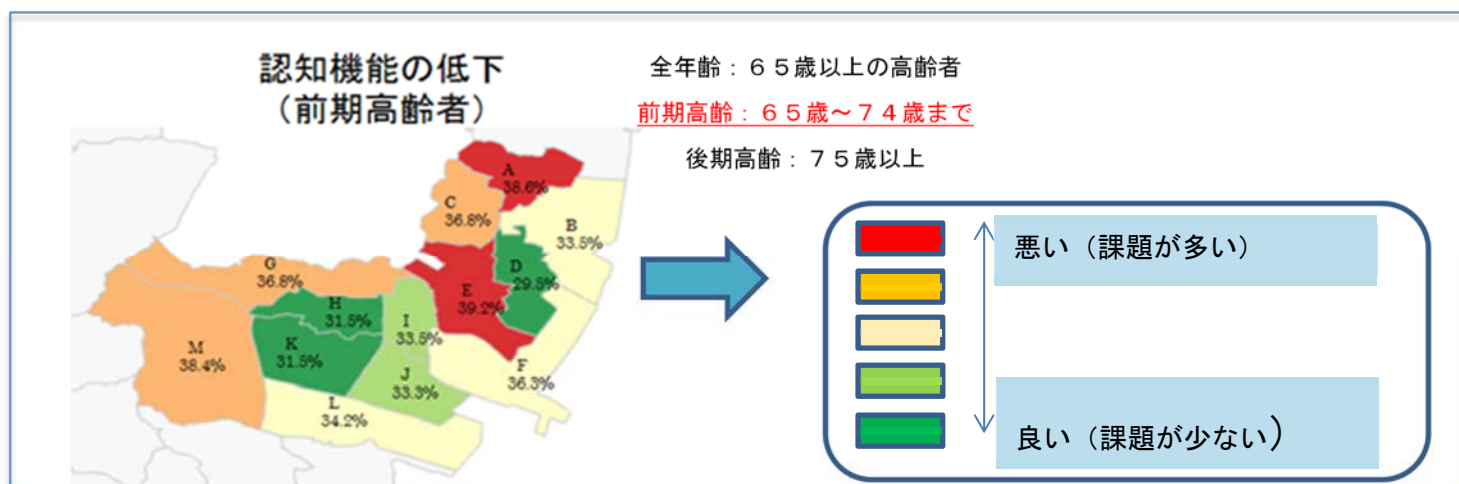 認知機能の低下
（前期高齢者）
全年齢：６５歳以上の高齢者
前期高齢：６５歳～７４歳まで
後期高齢：７５歳以上
A
38.6%
C
36.8%
B
33.5%
D
29.5%
E
39.2%
G
36.8%
H
31.5%
I
33.5%
K
31.5%
M
38.4%
J
33.3%
F
36.3%
L
34.2%
悪い（課題が多い）
良い（課題が少ない）